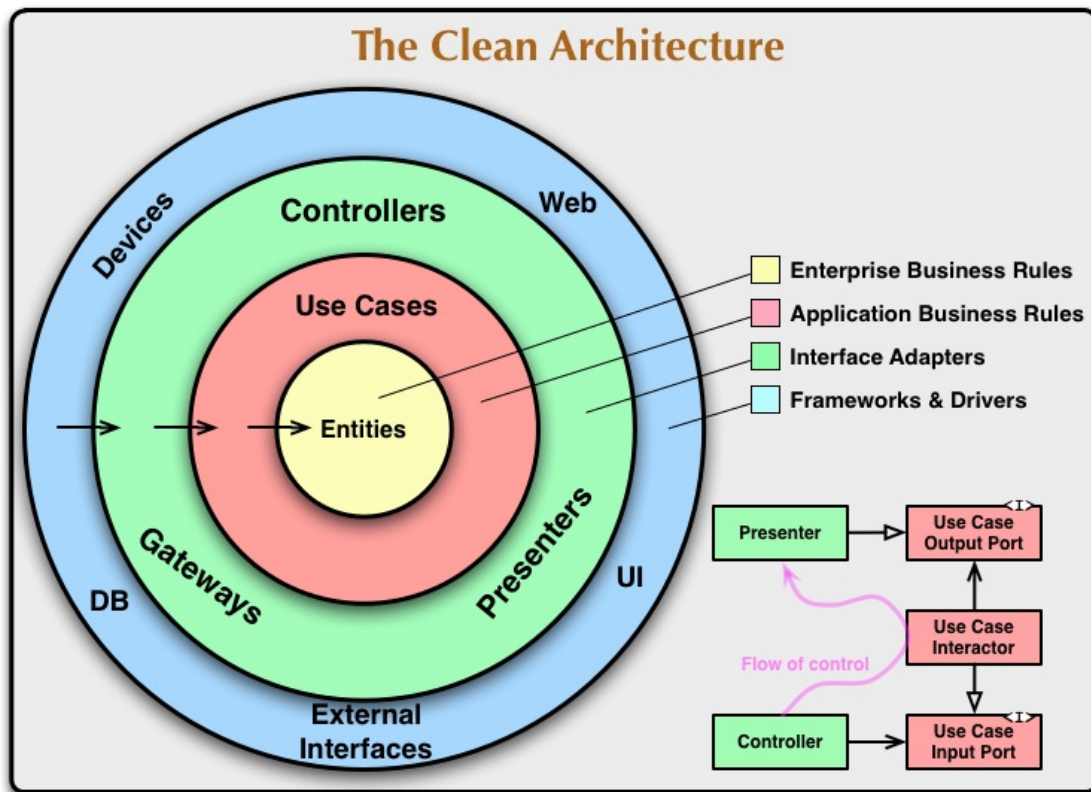 The Clean Architecture
Devices
Web
Controllers
Use Cases
Entities
Gateways
Presenters
DB
UI
External
Interfaces
Enterprise Business Rules
Application Business Rules
Interface Adapters
Frameworks & Drivers
Presenter
<I>
Use Case
Output Port
Flow of control
Use Case
Interactor
Controller
<I>
Use Case
Input Port